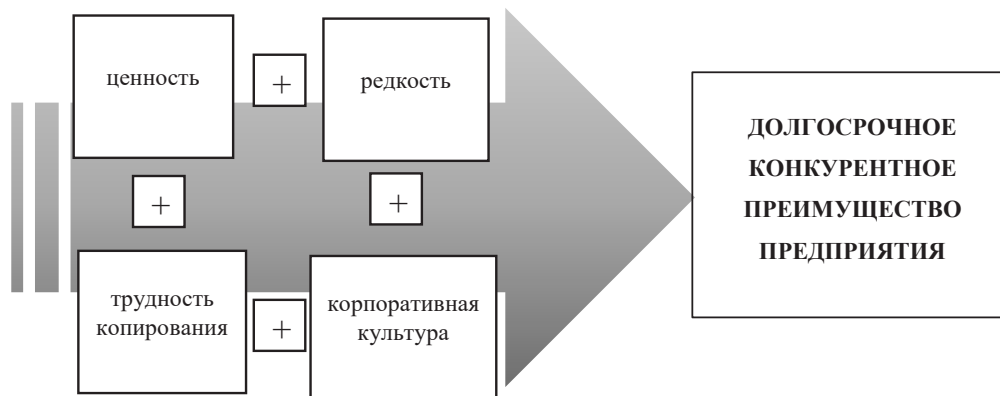 ценность
+
редкость
+
+
трудность
копирования
+
корпоративная
культура
ДОЛГОСРОЧНОЕ
КОНКУРЕНТНОЕ
ПРЕИМУЩЕСТВО
ПРЕДПРИЯТИЯ